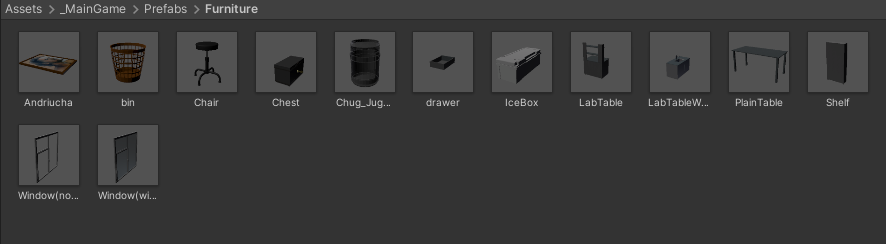 Assets > _MainGame > Prefabs > Furniture
Andriucha bin Chair Chest Chug_Jug... drawer IceBox LabTable LabTableW... PlainTable Shelf
Window(no... Window(wi...